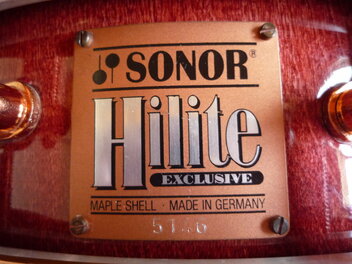 SONOR®
Hilite
EXCLUSIVE
MAPLE SHELL · MADE IN GERMANY